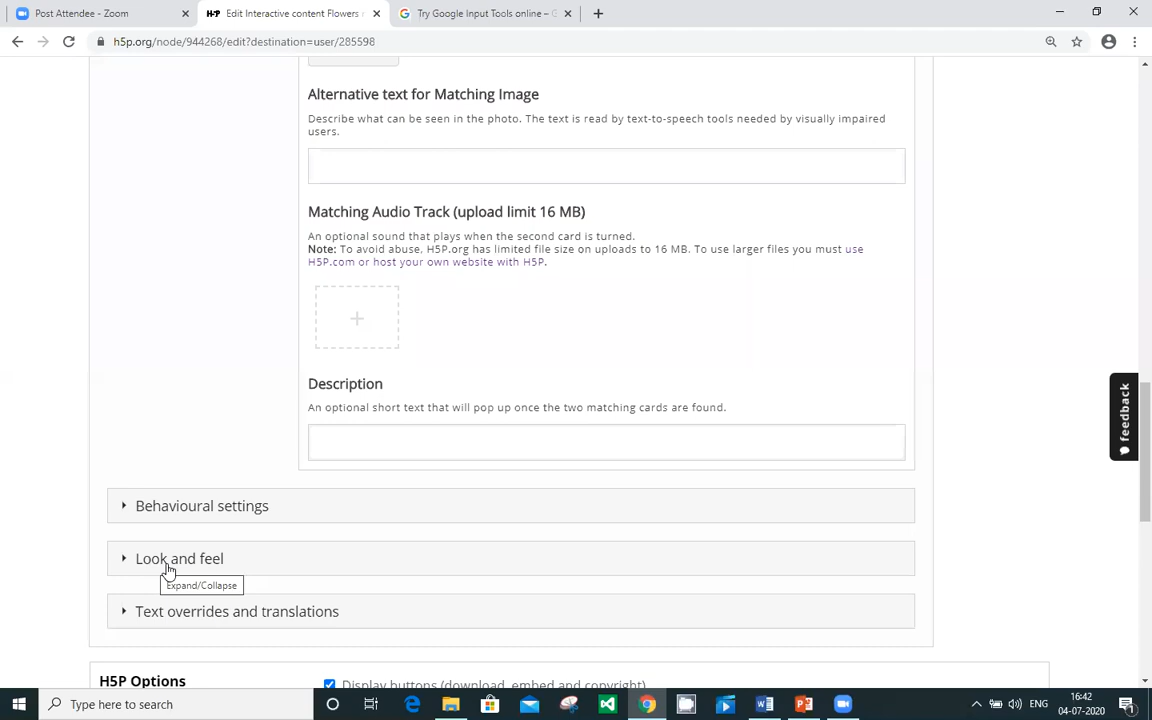 Post Attendee - Zoom
H-P Edit Interactive content Flowers
Try Google Input Tools online – G
h5p.org/node/944268/edit?destination=user/285598
Alternative text for Matching Image
Describe what can be seen in the photo. The text is read by text-to-speech tools needed by visually impaired
users.
Matching Audio Track (upload limit 16 MB)
An optional sound that plays when the second card is turned.
Note: To avoid abuse, H5P.org has limited file size on uploads to 16 MB. To use larger files you must use
H5P.com or host your own website with H5P.
Description
An optional short text that will pop up once the two matching cards are found.
feedback
Behavioural settings
Look and feel
Expand/Collapse
Text overrides and translations
H5P Options
Display buttons (download, embed and copyright)
Type here to search
ENG
16:42
04-07-2020
1